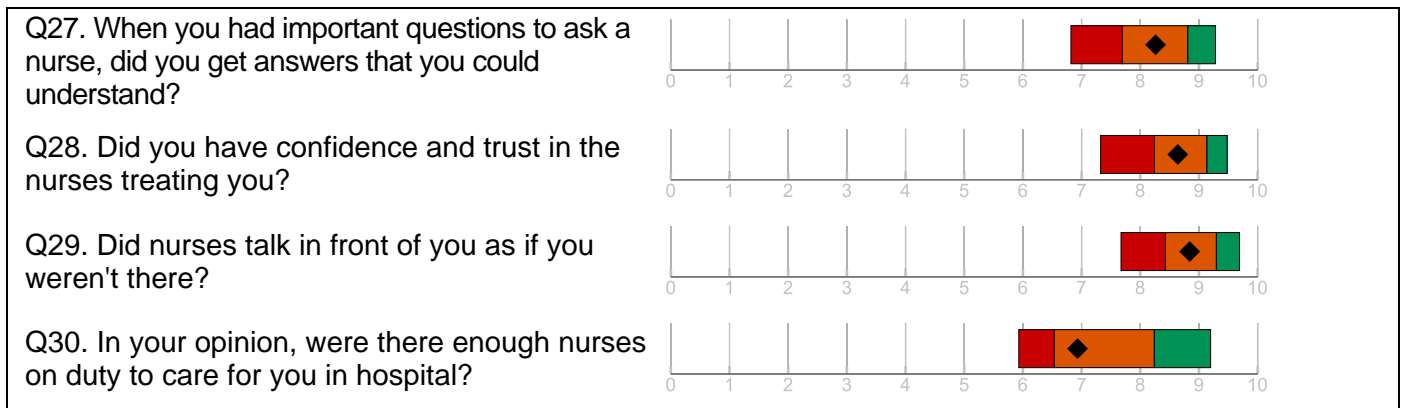 Q27. When you had important questions to ask a
nurse, did you get answers that you could
understand?
0 1 2 3 4 5 6 7 8 9 10
Q28. Did you have confidence and trust in the
nurses treating you?
0 1 2 3 4 5 6 7 8 9 10
Q29. Did nurses talk in front of you as if you
weren't there?
0 1 2 3 4 5 6 7 8 9 10
Q30. In your opinion, were there enough nurses
on duty to care for you in hospital?
0 1 2 3 4 5 6 7 8 9 10